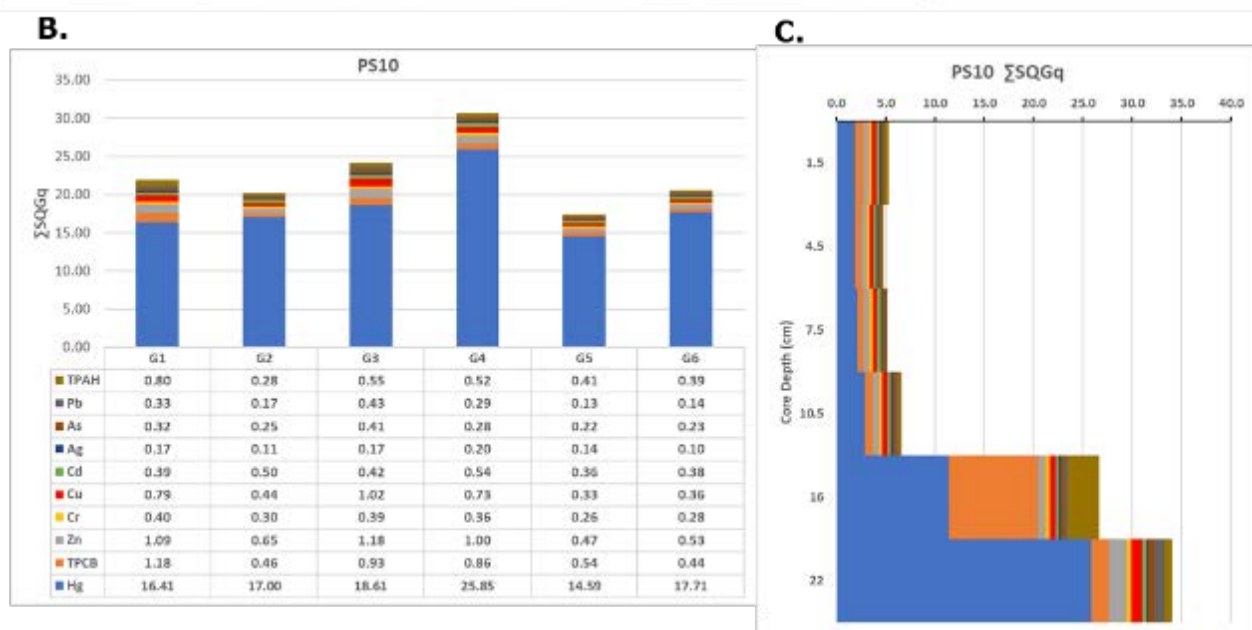 B.
PS10
35.00
30.00
25.00
20.00
15.00
10.00
5.00
0.00
∑SQGq
G1 G2 G3 G4 G5 G6
TPAH 0.80 0.28 0.55 0.52 0.41 0.39
Pb 0.33 0.17 0.43 0.29 0.13 0.14
As 0.32 0.25 0.41 0.28 0.22 0.23
Ag 0.17 0.11 0.17 0.20 0.14 0.10
Cd 0.39 0.50 0.42 0.54 0.36 0.38
Cu 0.79 0.44 1.02 0.73 0.33 0.36
Cr 0.40 0.30 0.39 0.36 0.26 0.28
Zn 1.09 0.65 1.18 1.00 0.47 0.53
TPCB 1.18 0.46 0.93 0.86 0.54 0.44
Hg 16.41 17.00 18.61 25.85 14.59 17.71
C.
PS10 ∑SQGq
0.0 5.0 10.0 15.0 20.0 25.0 30.0 35.0 40.0
Core Depth (cm)
1.5
4.5
7.5
10.5
16
22